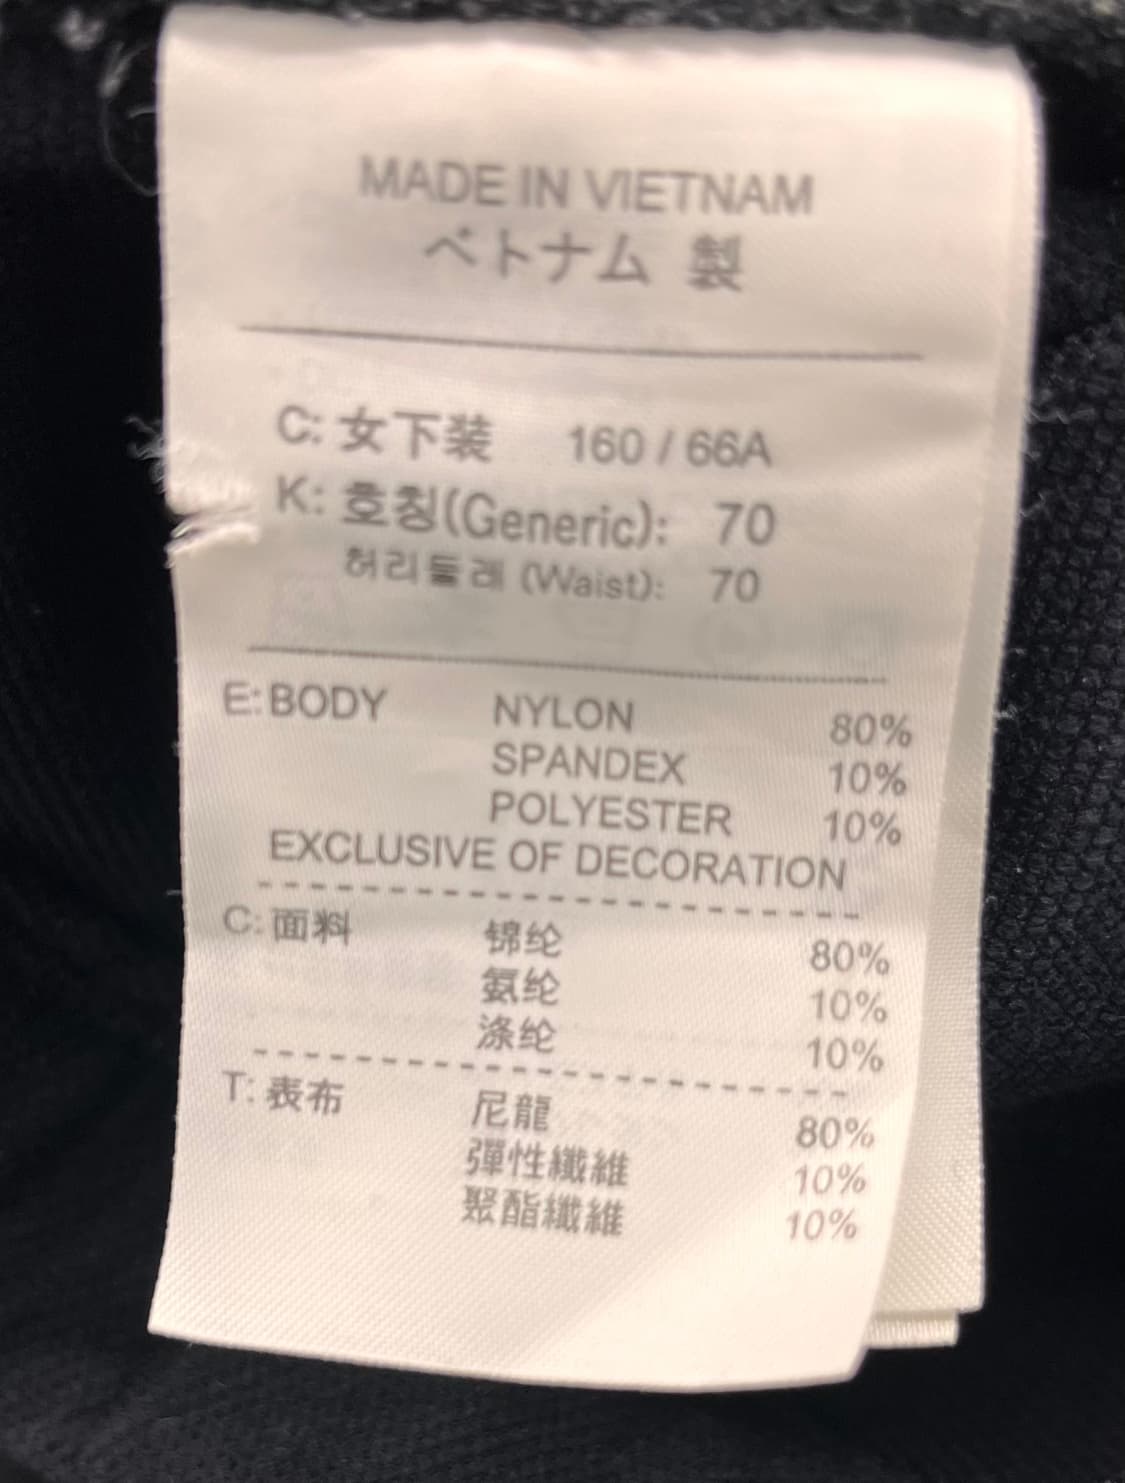 MADE IN VIETNAM
ベトナム 製
C: 女下装 160 / 66A
K: 호칭(Generic): 70
허리둘레 (Waist): 70
E: BODY NYLON 80%
SPANDEX 10%
POLYESTER 10%
EXCLUSIVE OF DECORATION
C: 面料 锦纶 80%
氨纶 10%
涤纶 10%
T: 表布 尼龍 80%
彈性纖維 10%
聚酯纖維 10%